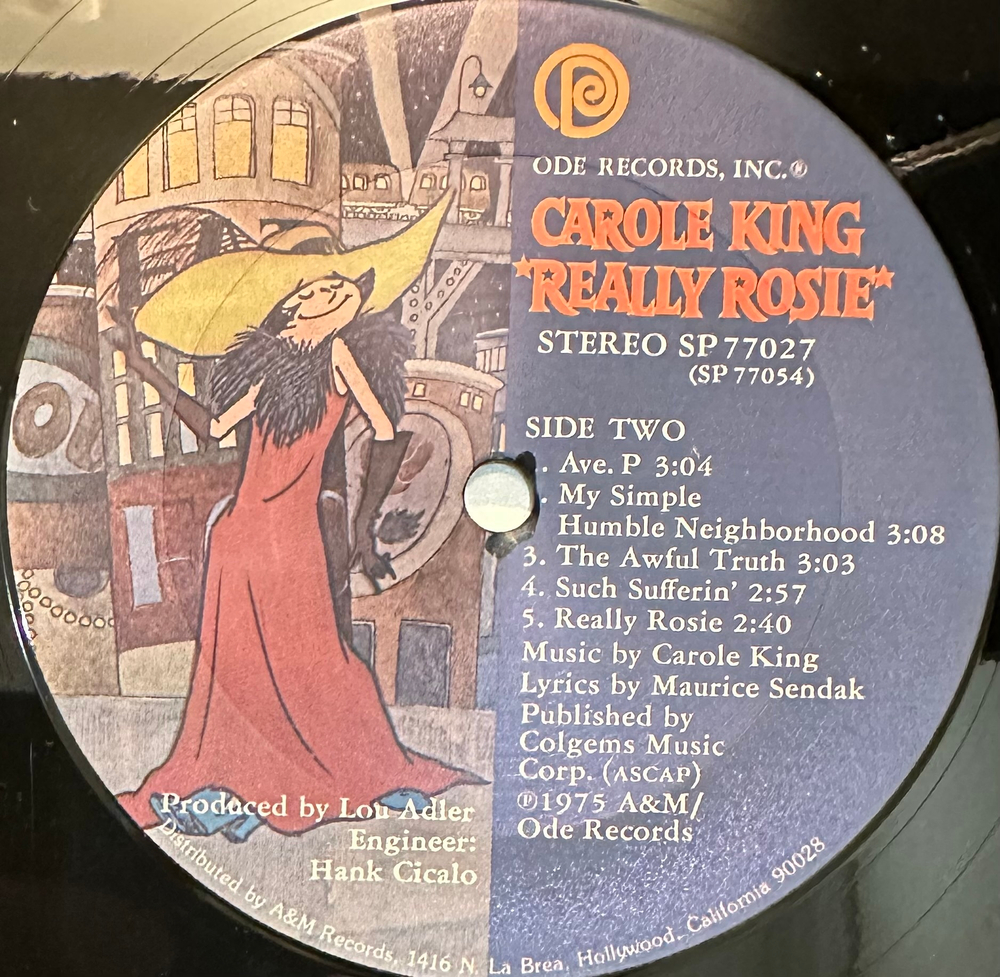 ODE RECORDS, INC.®
CAROLE KING
*REALLY ROSIE*
STEREO SP 77027
(SP 77054)
SIDE TWO
. Ave. P 3:04
. My Simple
Humble Neighborhood 3:08
3. The Awful Truth 3:03
4. Such Sufferin' 2:57
5. Really Rosie 2:40
Music by Carole King
Lyrics by Maurice Sendak
Published by
Colgems Music
Corp. (ASCAP)
℗1975 A&M/
Ode Records
Produced by Lou Adler
Engineer:
Hank Cicalo
Distributed by A&M Records, 1416 N. La Brea, Hollywood, California 90028